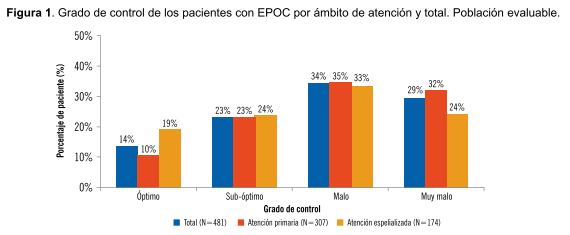 Figura 1. Grado de control de los pacientes con EPOC por ámbito de atención y total. Población evaluable.
Porcentaje de paciente (%)
50%
40%
30%
20%
10%
0%
14%
10%
19%
23%
23%
24%
34%
35%
33%
29%
32%
24%
Óptimo
Sub-óptimo
Malo
Muy malo
Grado de control
Total (N=481)
Atención primaria (N=307)
Atención espelializada (N=174)